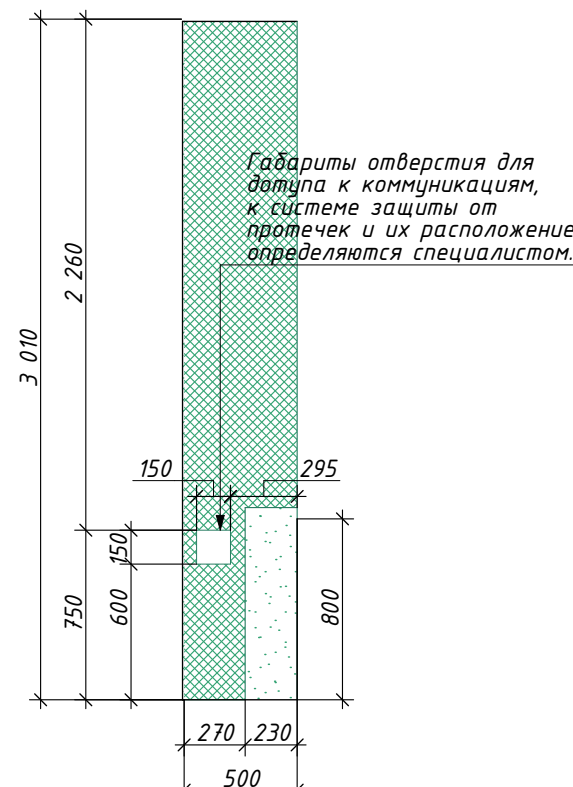 Габариты отверстия для
дотупа к коммуникациям,
к системе защиты от
протечек и их расположение
определяются специалистом.
2 260
3 010
150
295
150
750
600
800
270
230
500